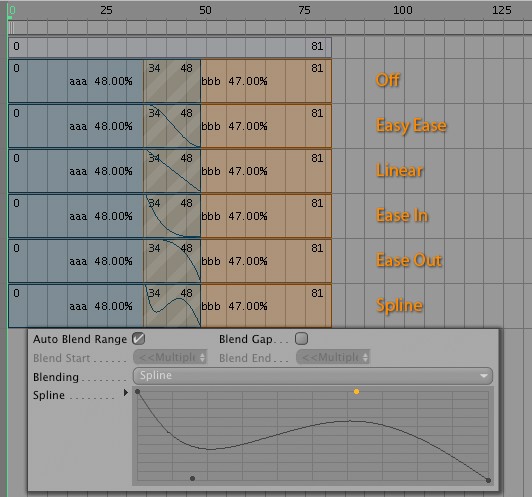 0 25 50 75 100 125
0 81
0 aaa 48.00% 34 48 bbb 47.00% 81 Off
0 aaa 48.00% 34 48 bbb 47.00% 81 Easy Ease
0 aaa 48.00% 34 48 bbb 47.00% 81 Linear
0 aaa 48.00% 34 48 bbb 47.00% 81 Ease In
0 aaa 48.00% 34 48 bbb 47.00% 81 Ease Out
0 aaa 48.00% 34 48 bbb 47.00% 81 Spline
Auto Blend Range Blend Gap. . .
Blend Start . . . . . . <<Multipl Blend End. . . . <<Multipl
Blending . . . . . . . . . Spline
Spline . . . . . . . . . .